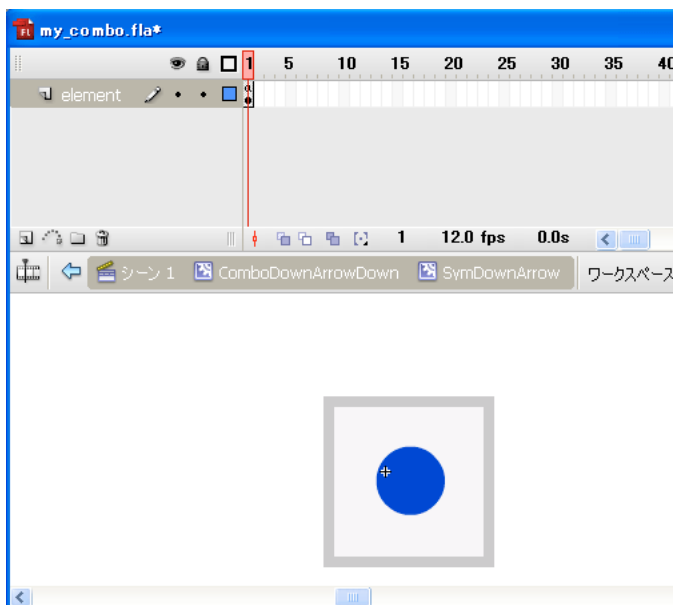 my_combo.fla*
1 5 10 15 20 25 30 35 40
element
1 12.0 fps 0.0s
シーン 1 ComboDownArrowDown SymDownArrow ワークスペース